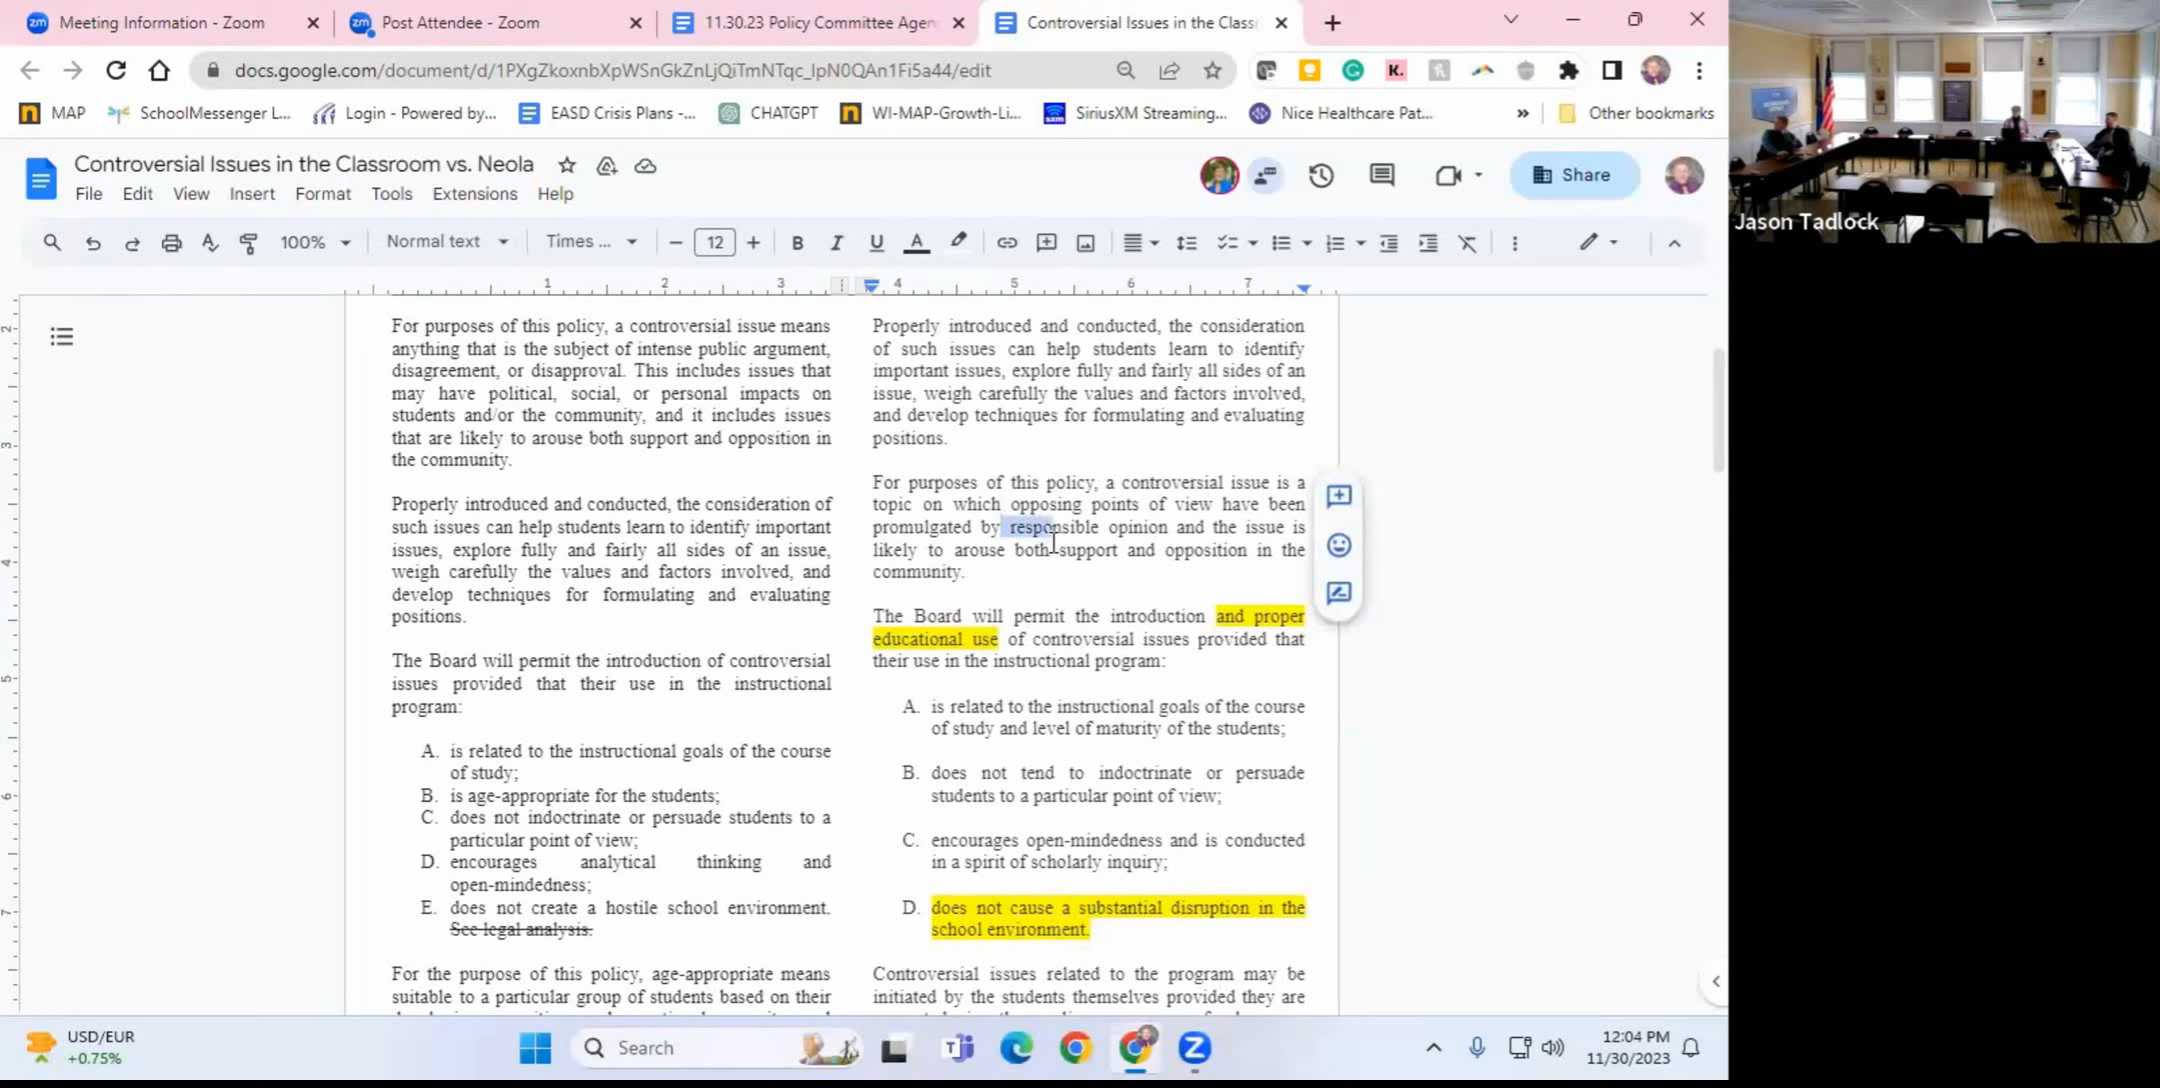 Meeting Information - Zoom
Post Attendee - Zoom
11.30.23 Policy Committee Agen
Controversial Issues in the Class
docs.google.com/document/d/1PXgZkoxnbXpWSnGkZnLjQiTmNTqc_lpN0QAn1Fi5a44/edit
MAP
SchoolMessenger L...
Login - Powered by...
EASD Crisis Plans -...
CHATGPT
WI-MAP-Growth-Li...
SiriusXM Streaming...
Nice Healthcare Pat...
»
Other bookmarks
Controversial Issues in the Classroom vs. Neola
File Edit View Insert Format Tools Extensions Help
Share
100% Normal text Times ... 12
1 2 3 4 5 6 7
For purposes of this policy, a controversial issue means
anything that is the subject of intense public argument,
disagreement, or disapproval. This includes issues that
may have political, social, or personal impacts on
students and/or the community, and it includes issues
that are likely to arouse both support and opposition in
the community.
Properly introduced and conducted, the consideration of
such issues can help students learn to identify important
issues, explore fully and fairly all sides of an issue,
weigh carefully the values and factors involved, and
develop techniques for formulating and evaluating
positions.
The Board will permit the introduction of controversial
issues provided that their use in the instructional
program:
A. is related to the instructional goals of the course
of study;
B. is age-appropriate for the students;
C. does not indoctrinate or persuade students to a
particular point of view;
D. encourages analytical thinking and
open-mindedness;
E. does not create a hostile school environment.
See legal analysis.
For the purpose of this policy, age-appropriate means
suitable to a particular group of students based on their
Properly introduced and conducted, the consideration
of such issues can help students learn to identify
important issues, explore fully and fairly all sides of an
issue, weigh carefully the values and factors involved,
and develop techniques for formulating and evaluating
positions.
For purposes of this policy, a controversial issue is a
topic on which opposing points of view have been
promulgated by responsible opinion and the issue is
likely to arouse both support and opposition in the
community.
The Board will permit the introduction and proper
educational use of controversial issues provided that
their use in the instructional program:
A. is related to the instructional goals of the course
of study and level of maturity of the students;
B. does not tend to indoctrinate or persuade
students to a particular point of view;
C. encourages open-mindedness and is conducted
in a spirit of scholarly inquiry;
D. does not cause a substantial disruption in the
school environment.
Controversial issues related to the program may be
initiated by the students themselves provided they are
Jason Tadlock
USD/EUR
+0.75%
Search
12:04 PM
11/30/2023